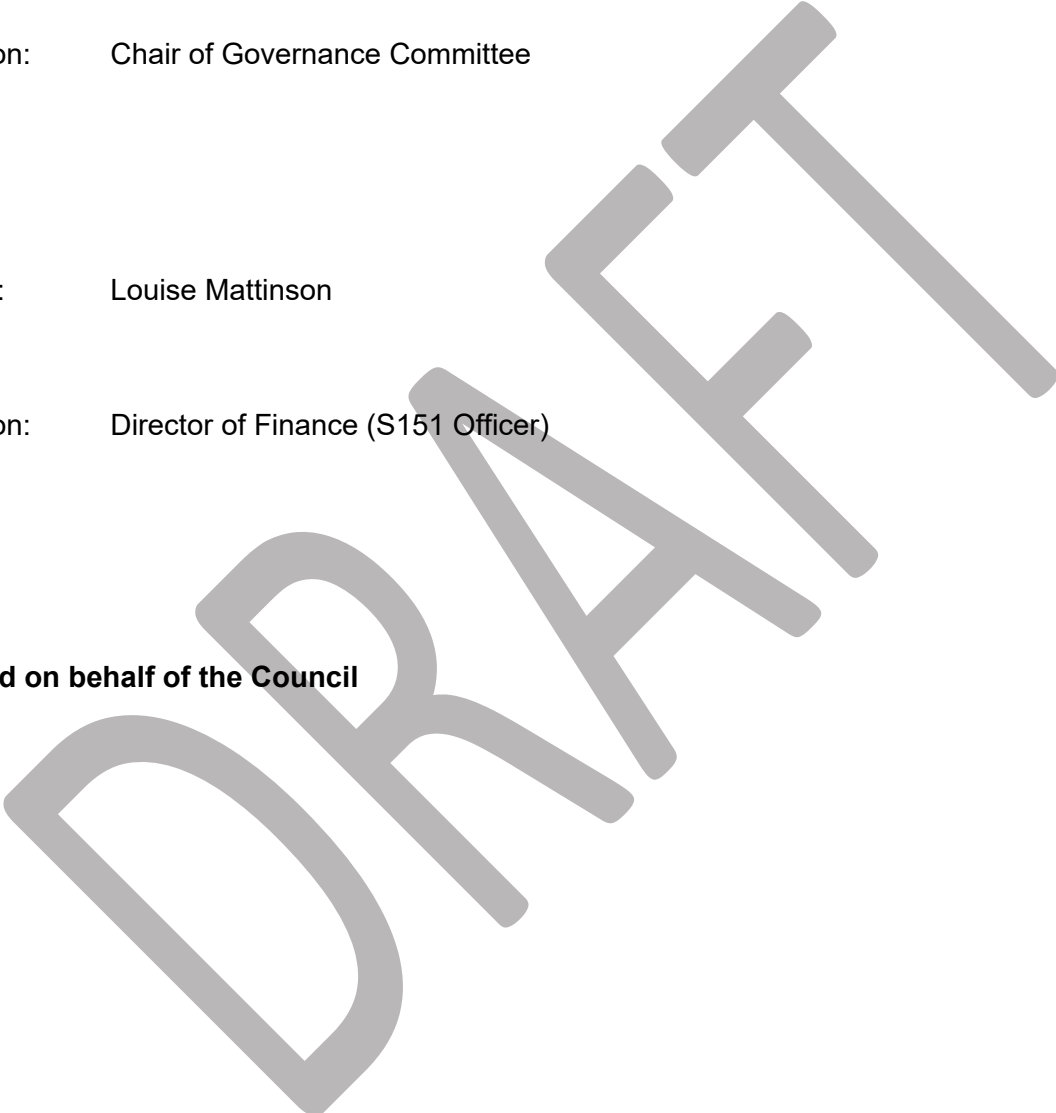 on: Chair of Governance Committee
: Louise Mattinson
on: Director of Finance (S151 Officer)
d on behalf of the Council
DRAFT